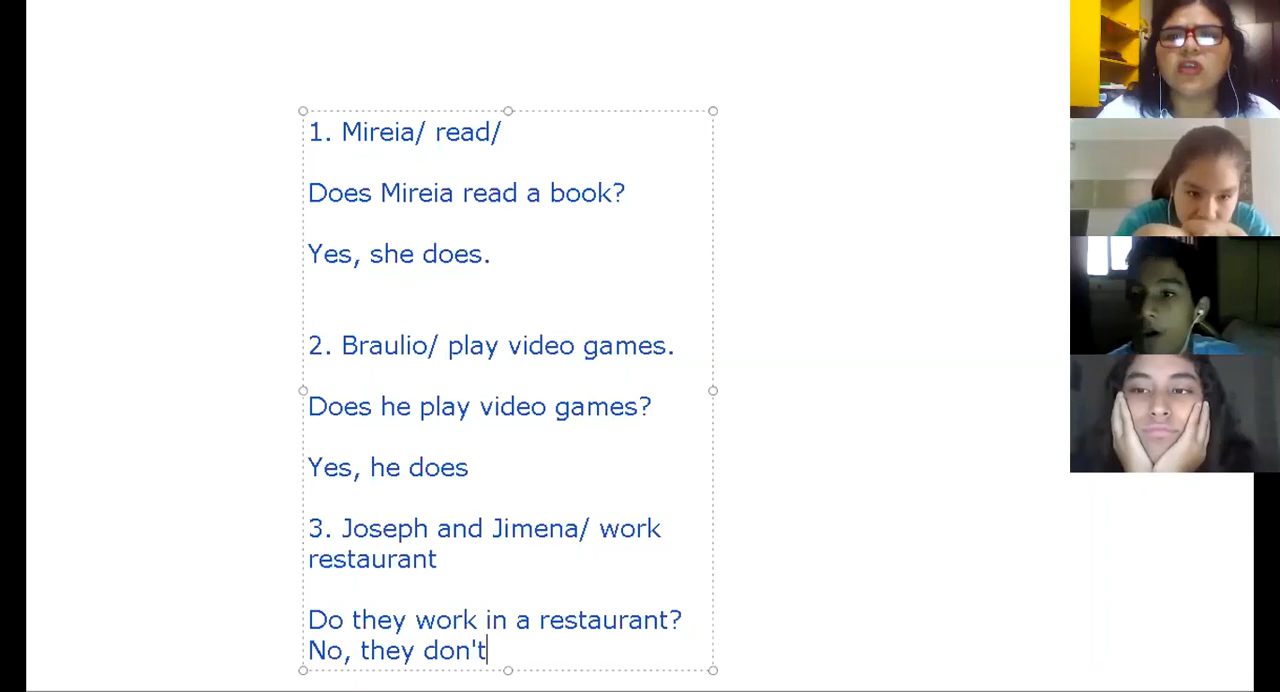 1. Mireia/ read/
Does Mireia read a book?
Yes, she does.
2. Braulio/ play video games.
Does he play video games?
Yes, he does
3. Joseph and Jimena/ work
restaurant
Do they work in a restaurant?
No, they don't